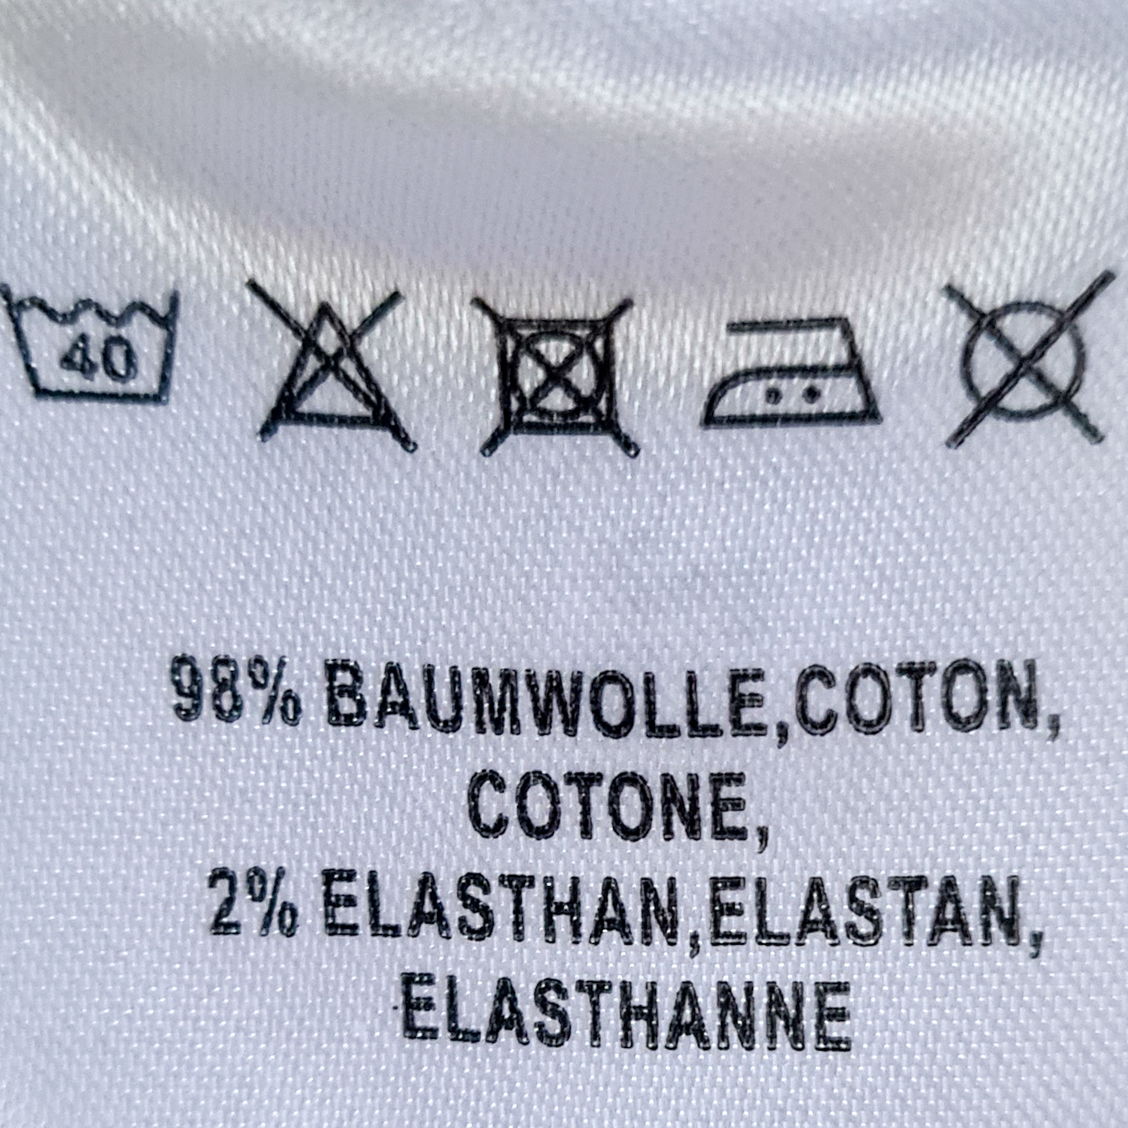 40
98% BAUMWOLLE,COTON,
COTONE,
2% ELASTHAN,ELASTAN,
ELASTHANNE